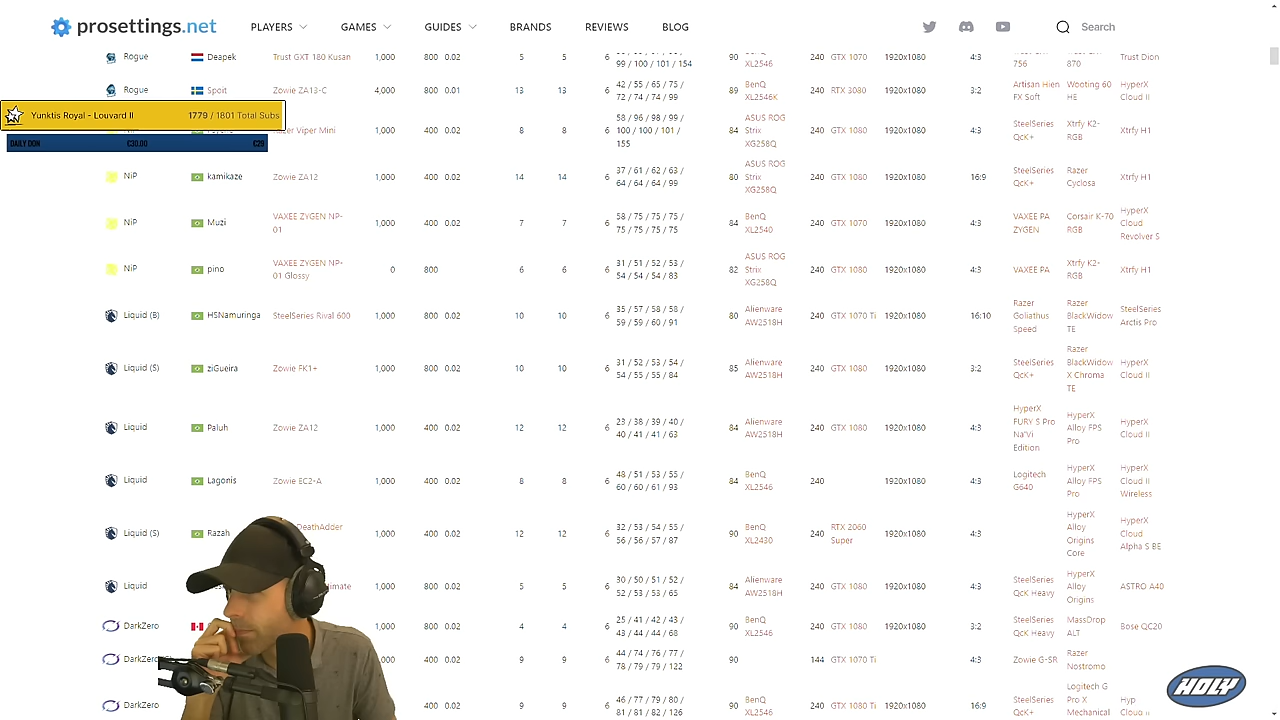 prosettings.net PLAYERS GAMES GUIDES BRANDS REVIEWS BLOG Search
Rogue Deapek Trust GXT 180 Kusan 1,000 800 0.02 5 5 6 99 / 100 / 101 / 154 90 XL2546 240 GTX 1070 1920x1080 4:3 756 870 Trust Dion
Rogue Spoit Zowie ZA13-C 4,000 800 0.01 13 13 6 42 / 55 / 65 / 75 / 72 / 74 / 74 / 99 89 BenQ XL2546K 240 RTX 3080 1920x1080 3:2 Artisan Hien FX Soft Wooting 60 HE HyperX Cloud II
Yunktis Royal - Louvard II 1779 / 1801 Total Subs
Viper Mini 1,000 400 0.02 8 8 6 58 / 96 / 98 / 99 / 100 / 100 / 101 / 155 84 ASUS ROG Strix XG258Q 240 GTX 1080 1920x1080 4:3 SteelSeries QcK+ Xtrfy K2-RGB Xtrfy H1
DAILY DON €30.00
NiP kamikaze Zowie ZA12 1,000 400 0.02 14 14 6 37 / 61 / 62 / 63 / 64 / 64 / 64 / 99 80 ASUS ROG Strix XG258Q 240 GTX 1080 1920x1080 16:9 SteelSeries QcK+ Razer Cyclosa Xtrfy H1
NiP Muzi VAXEE ZYGEN NP-01 1,000 400 0.02 7 7 6 58 / 75 / 75 / 75 / 75 / 75 / 75 / 75 84 BenQ XL2540 240 GTX 1070 1920x1080 4:3 VAXEE PA ZYGEN Corsair K-70 RGB HyperX Cloud Revolver S
NiP pino VAXEE ZYGEN NP-01 Glossy 0 800 6 6 6 31 / 51 / 52 / 53 / 54 / 54 / 54 / 83 82 ASUS ROG Strix XG258Q 240 GTX 1080 1920x1080 4:3 VAXEE PA Xtrfy K2-RGB Xtrfy H1
Liquid (B) HSNamuringa SteelSeries Rival 600 1,000 800 0.02 10 10 6 35 / 57 / 58 / 58 / 59 / 59 / 60 / 91 80 Alienware AW2518H 240 GTX 1070 Ti 1920x1080 16:10 Razer Goliathus Speed Razer BlackWidow TE SteelSeries Arctis Pro
Liquid (S) ziGueira Zowie FK1+ 1,000 800 0.02 10 10 6 31 / 52 / 53 / 54 / 54 / 55 / 55 / 84 85 Alienware AW2518H 240 GTX 1080 1920x1080 3:2 SteelSeries QcK+ Razer BlackWidow X Chroma TE HyperX Cloud II
Liquid Paluh Zowie ZA12 1,000 400 0.02 12 12 6 23 / 38 / 39 / 40 / 40 / 41 / 41 / 63 84 Alienware AW2518H 240 GTX 1080 1920x1080 4:3 HyperX FURY S Pro Na'Vi Edition HyperX Alloy FPS Pro HyperX Cloud II
Liquid Lagonis Zowie EC2-A 1,000 400 0.02 8 8 6 48 / 51 / 53 / 55 / 60 / 60 / 61 / 93 84 BenQ XL2546 240 1920x1080 4:3 Logitech G640 HyperX Alloy FPS Pro HyperX Cloud II Wireless
Liquid (S) Razah DeathAdder 1,000 400 0.02 12 12 6 32 / 53 / 54 / 55 / 56 / 56 / 57 / 87 90 BenQ XL2430 240 RTX 2060 Super 1920x1080 4:3 SteelSeries QcK+ HyperX Alloy Origins Core HyperX Cloud Alpha S BE
Liquid 1,000 800 0.02 5 5 6 30 / 50 / 51 / 52 / 52 / 53 / 53 / 65 84 Alienware AW2518H 240 GTX 1080 1920x1080 4:3 SteelSeries QcK Heavy HyperX Alloy Origins ASTRO A40
DarkZero 1,000 800 0.02 4 4 6 25 / 41 / 42 / 43 / 43 / 44 / 44 / 68 90 BenQ XL2546 240 GTX 1080 1920x1080 3:2 SteelSeries QcK Heavy MassDrop ALT Bose QC20
DarkZero 400 0.02 9 9 6 44 / 74 / 76 / 77 / 78 / 79 / 79 / 122 90 144 GTX 1070 Ti 4:3 Zowie G-SR Razer Nostromo
DarkZero 400 0.02 9 9 6 46 / 77 / 79 / 80 / 81 / 81 / 82 / 126 90 BenQ XL2546 240 GTX 1080 Ti 1920x1080 16:9 SteelSeries QcK Heavy Logitech G Pro X Mechanical
HOLY